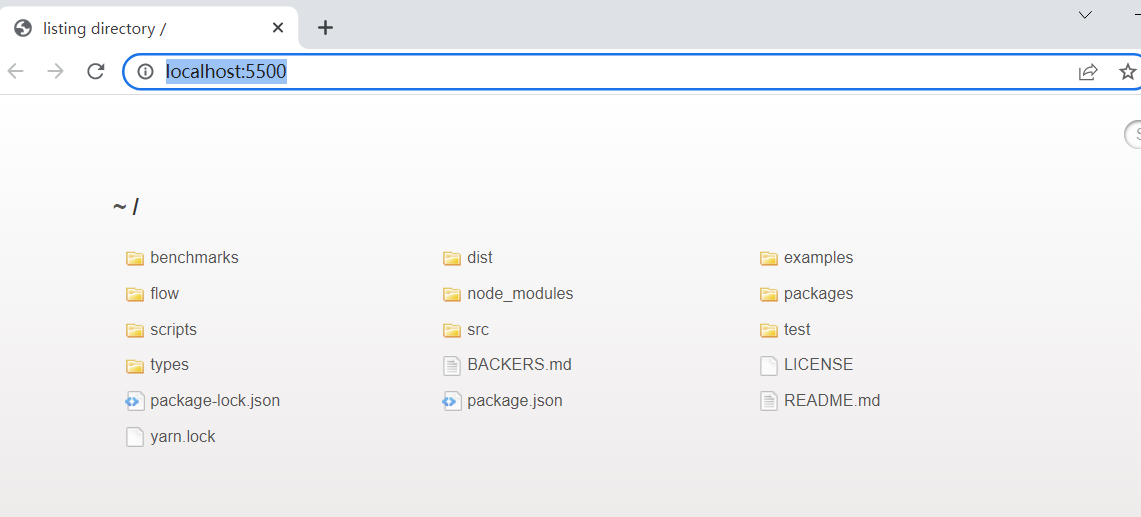 listing directory /
localhost:5500
S
~ /
benchmarks dist examples
flow node_modules packages
scripts src test
types BACKERS.md LICENSE
package-lock.json package.json README.md
yarn.lock